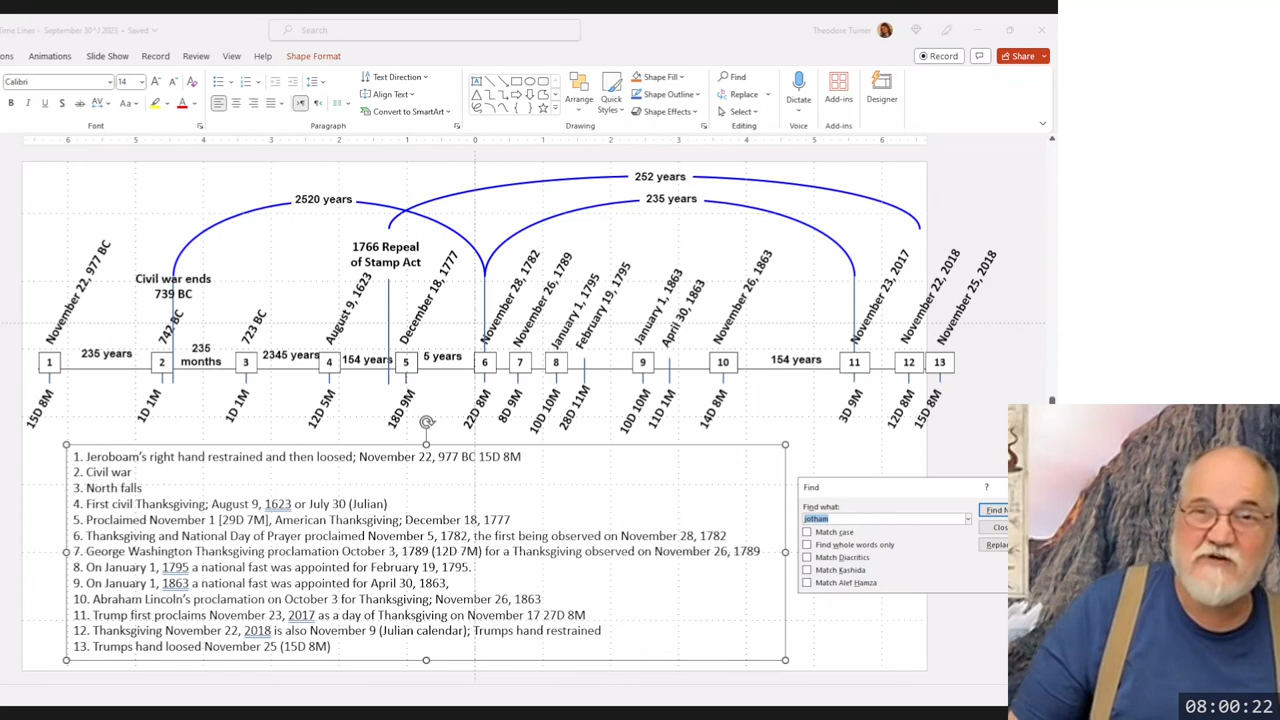 Time Lines - September 30th J 2023 • Saved
Search
Theodore Turner
ons Animations Slide Show Record Review View Help Shape Format
Record
Share
Calibri 14
Text Direction
Align Text
Convert to SmartArt
Arrange
Quick Styles
Shape Fill
Shape Outline
Shape Effects
Find
Replace
Select
Dictate
Add-ins
Designer
Font Paragraph Drawing Editing Voice Add-ins
6 5 4 3 2 1 0 1 2 3 4 5 6
252 years
2520 years
235 years
1766 Repeal
of Stamp Act
Civil war ends
739 BC
November 22, 977 BC
742 BC
723 BC
August 9, 1623
December 18, 1777
November 28, 1782
November 26, 1789
January 1, 1795
February 19, 1795
January 1, 1863
April 30, 1863
November 26, 1863
November 23, 2017
November 22, 2018
November 25, 2018
235 years
235
months
2345 years
154 years
5 years
154 years
1 2 3 4 5 6 7 8 9 10 11 12 13
15D 8M
1D 1M
1D 1M
12D 5M
18D 9M
22D 8M
8D 9M
10D 10M
28D 11M
10D 10M
11D 1M
14D 8M
3D 9M
12D 8M
15D 8M
1. Jeroboam's right hand restrained and then loosed; November 22, 977 BC 15D 8M
2. Civil war
3. North falls
4. First civil Thanksgiving; August 9, 1623 or July 30 (Julian)
5. Proclaimed November 1 [29D 7M], American Thanksgiving; December 18, 1777
6. Thanksgiving and National Day of Prayer proclaimed November 5, 1782, the first being observed on November 28, 1782
7. George Washington Thanksgiving proclamation October 3, 1789 (12D 7M) for a Thanksgiving observed on November 26, 1789
8. On January 1, 1795 a national fast was appointed for February 19, 1795.
9. On January 1, 1863 a national fast was appointed for April 30, 1863,
10. Abraham Lincoln's proclamation on October 3 for Thanksgiving; November 26, 1863
11. Trump first proclaims November 23, 2017 as a day of Thanksgiving on November 17 27D 8M
12. Thanksgiving November 22, 2018 is also November 9 (Julian calendar); Trumps hand restrained
13. Trumps hand loosed November 25 (15D 8M)
Find ?
Find what:
jotham
Find N
Match case
Clos
Find whole words only
Replac
Match Diacritics
Match Kashida
Match Alef Hamza
08:00:22